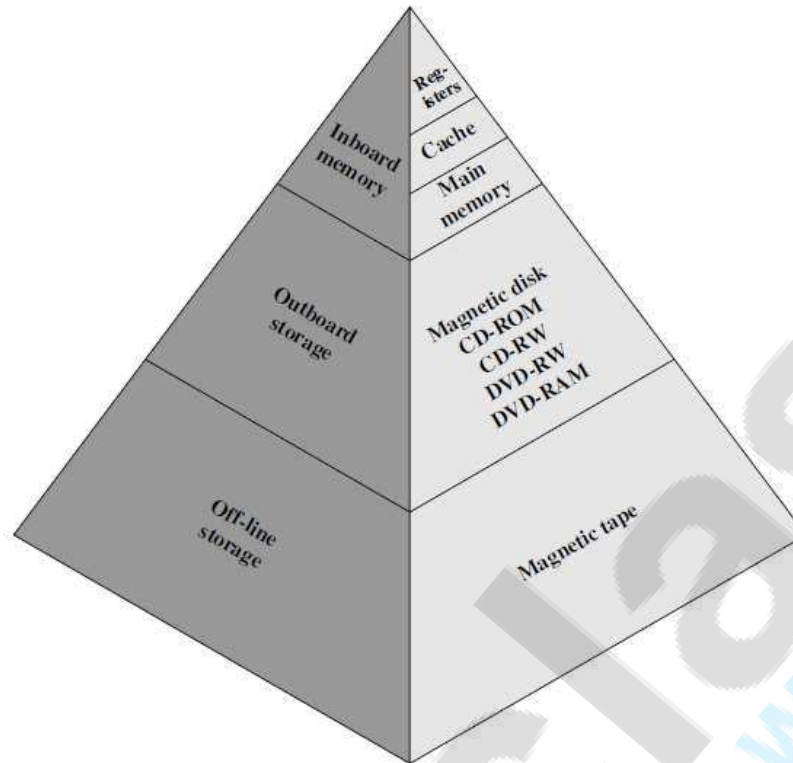 Reg-
isters
Cache
Main
memory
Inboard
memory
Magnetic disk
CD-ROM
CD-RW
DVD-RW
DVD-RAM
Outboard
storage
Magnetic tape
Off-line
storage